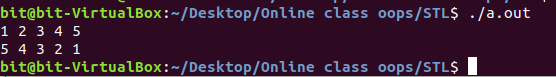 bit@bit-VirtualBox:~/Desktop/Online class oops/STL$ ./a.out
1 2 3 4 5
5 4 3 2 1
bit@bit-VirtualBox:~/Desktop/Online class oops/STL$